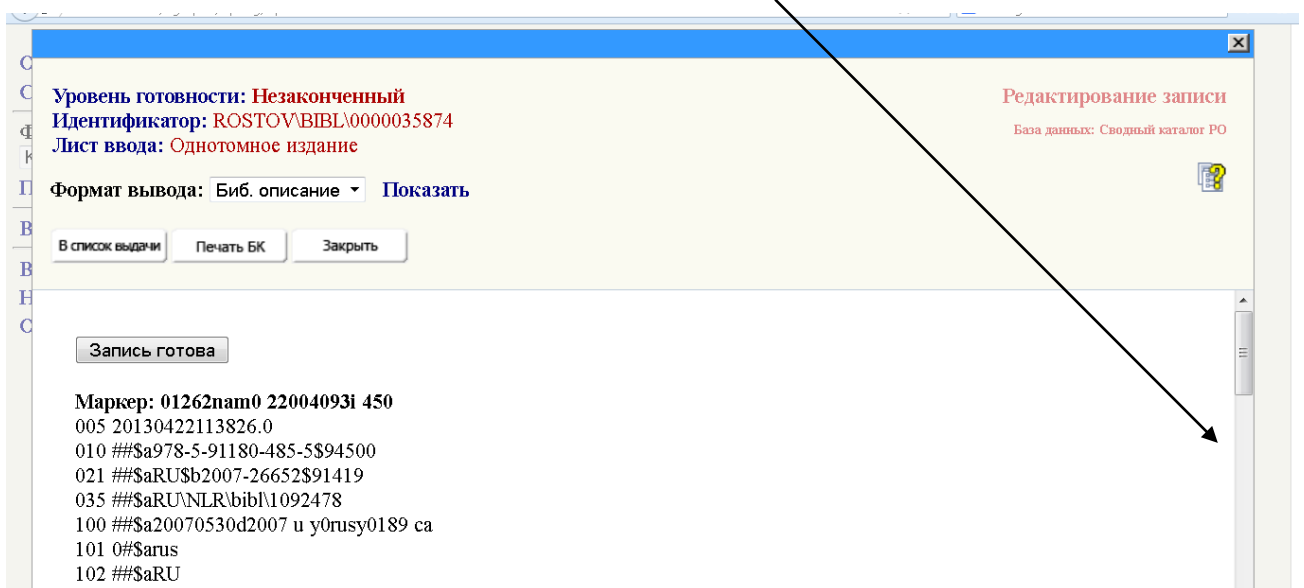 Уровень готовности: Незаконченный
Редактирование записи
Идентификатор: ROSTOV\BIBL\0000035874
База данных: Сводный каталог РО
Лист ввода: Однотомное издание
Формат вывода: Биб. описание Показать
В список выдачи Печать БК Закрыть
Запись готова
Маркер: 01262nam0 22004093i 450
005 20130422113826.0
010 ##$a978-5-91180-485-5$94500
021 ##$aRU$b2007-26652$91419
035 ##$aRU\NLR\bibl\1092478
100 ##$a20070530d2007 u y0rusy0189 ca
101 0#$arus
102 ##$aRU